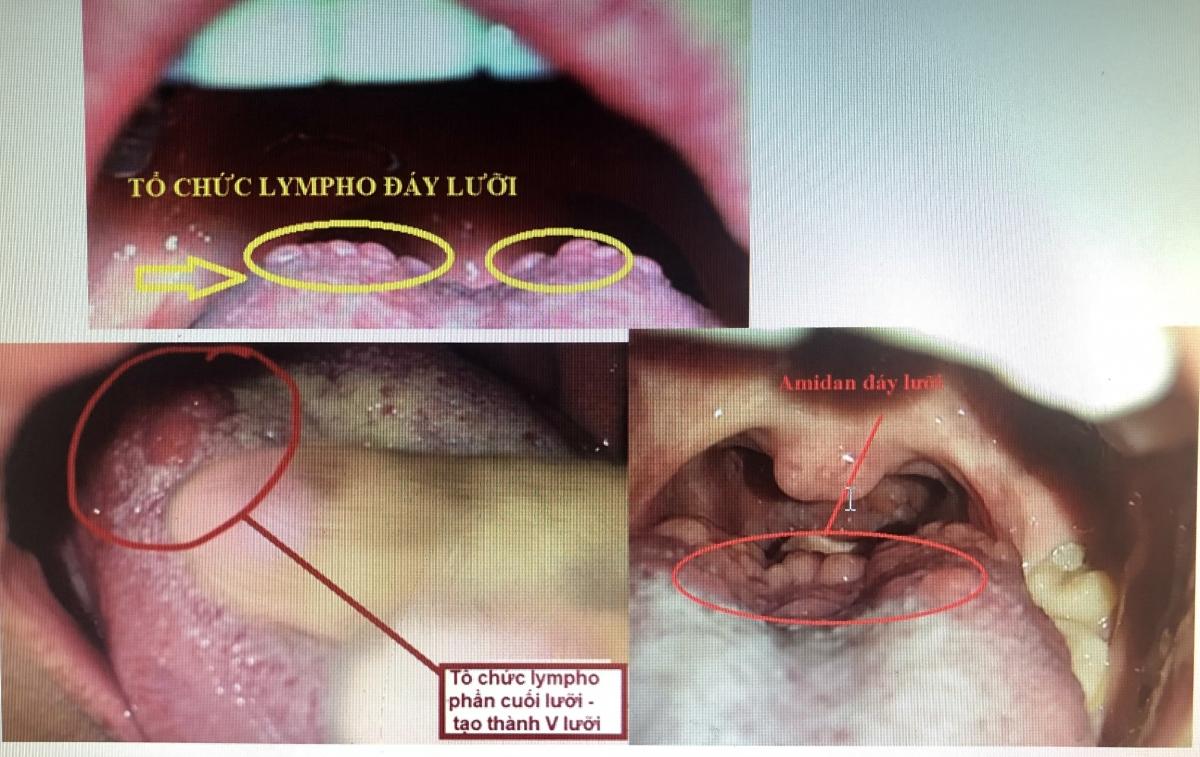 TỔ CHỨC LYMPHO ĐÁY LƯỠI
Amidan đáy lưỡi
Tổ chức lympho
phần cuối lưỡi -
tạo thành V lưỡi